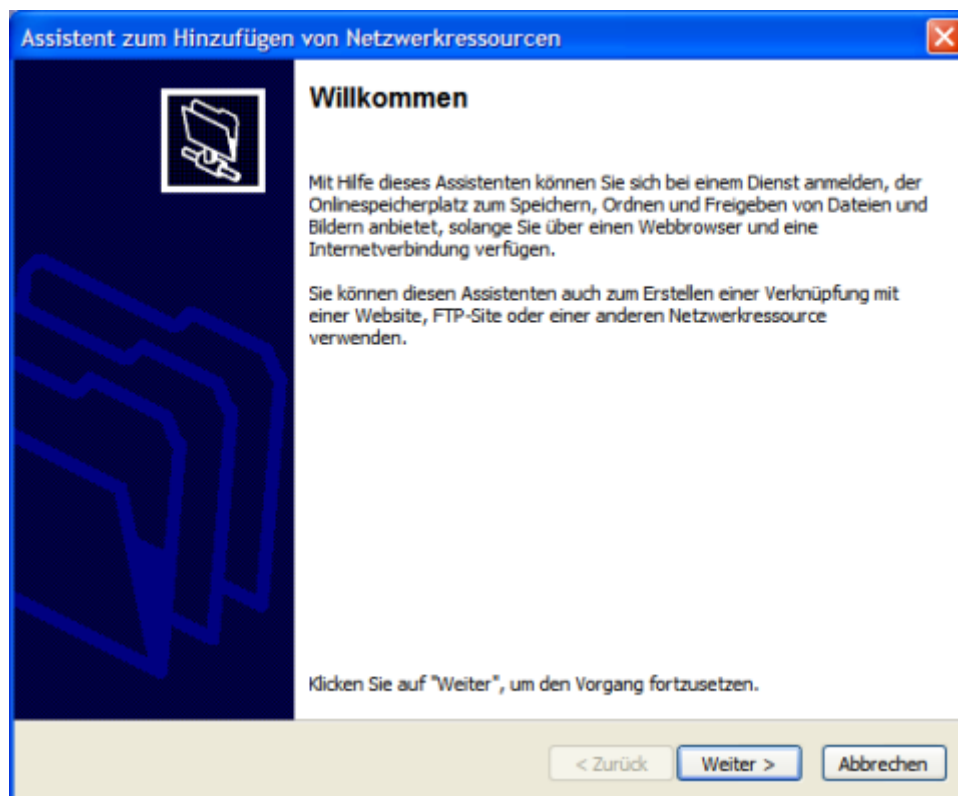 Assistent zum Hinzufügen von Netzwerkressourcen
Willkommen
Mit Hilfe dieses Assistenten können Sie sich bei einem Dienst anmelden, der
Onlinespeicherplatz zum Speichern, Ordnen und Freigeben von Dateien und
Bildern anbietet, solange Sie über einen Webbrowser und eine
Internetverbindung verfügen.
Sie können diesen Assistenten auch zum Erstellen einer Verknüpfung mit
einer Website, FTP-Site oder einer anderen Netzwerkressource
verwenden.
Klicken Sie auf "Weiter", um den Vorgang fortzusetzen.
< Zurück Weiter > Abbrechen